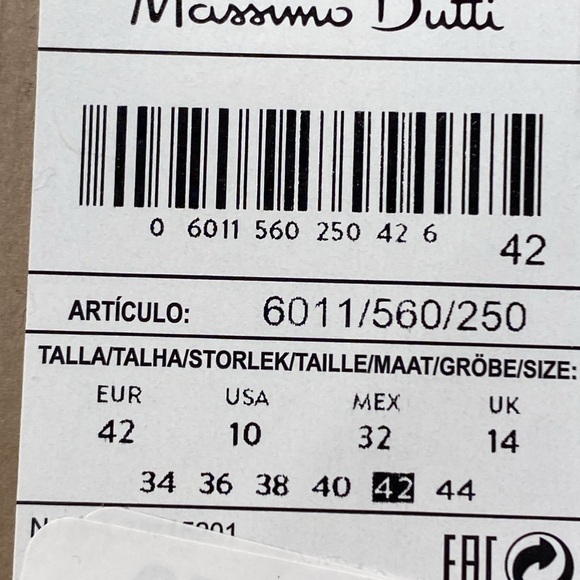 Massimo Dutti
0 6011 560 250 42 6
42
ARTÍCULO: 6011/560/250
TALLA/TALHA/STORLEK/TAILLE/MAAT/GRÖBE/SIZE:
EUR USA MEX UK
42 10 32 14
34 36 38 40 42 44
EAC